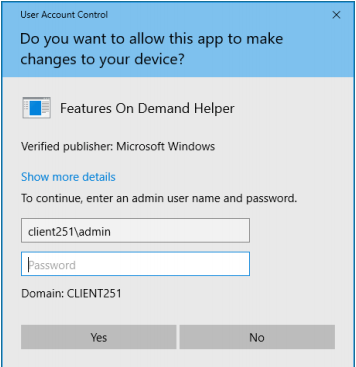 User Account Control
Do you want to allow this app to make
changes to your device?
Features On Demand Helper
Verified publisher: Microsoft Windows
Show more details
To continue, enter an admin user name and password.
client251\admin
Password
Domain: CLIENT251
Yes
No